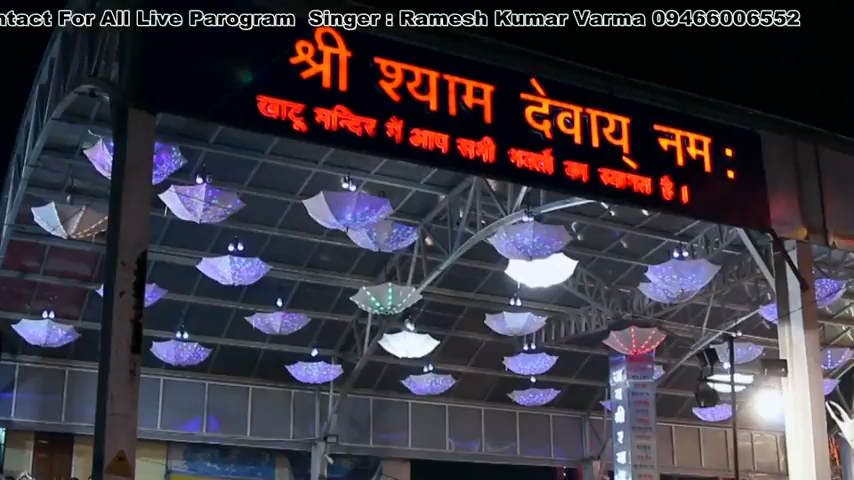 ntact For All Live Parogram Singer : Ramesh Kumar Varma 09466006552
श्री श्याम देवाय नम :
खाटू मन्दिर में आप सभी भक्तों का स्वागत है ।